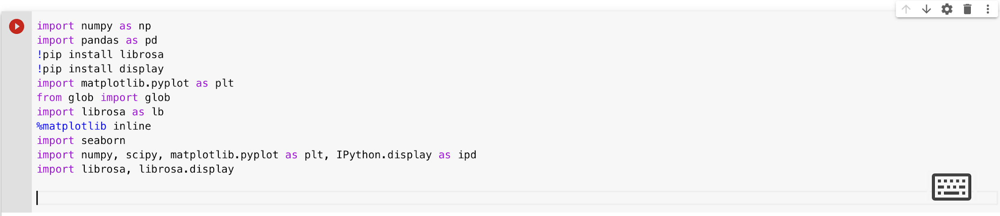 import numpy as np
import pandas as pd
!pip install librosa
!pip install display
import matplotlib.pyplot as plt
from glob import glob
import librosa as lb
%matplotlib inline
import seaborn
import numpy, scipy, matplotlib.pyplot as plt, IPython.display as ipd
import librosa, librosa.display